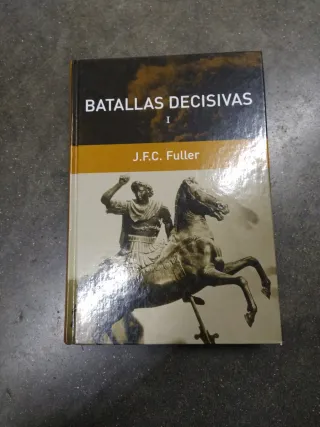 BATALLAS DECISIVAS
I
J.F.C. Fuller